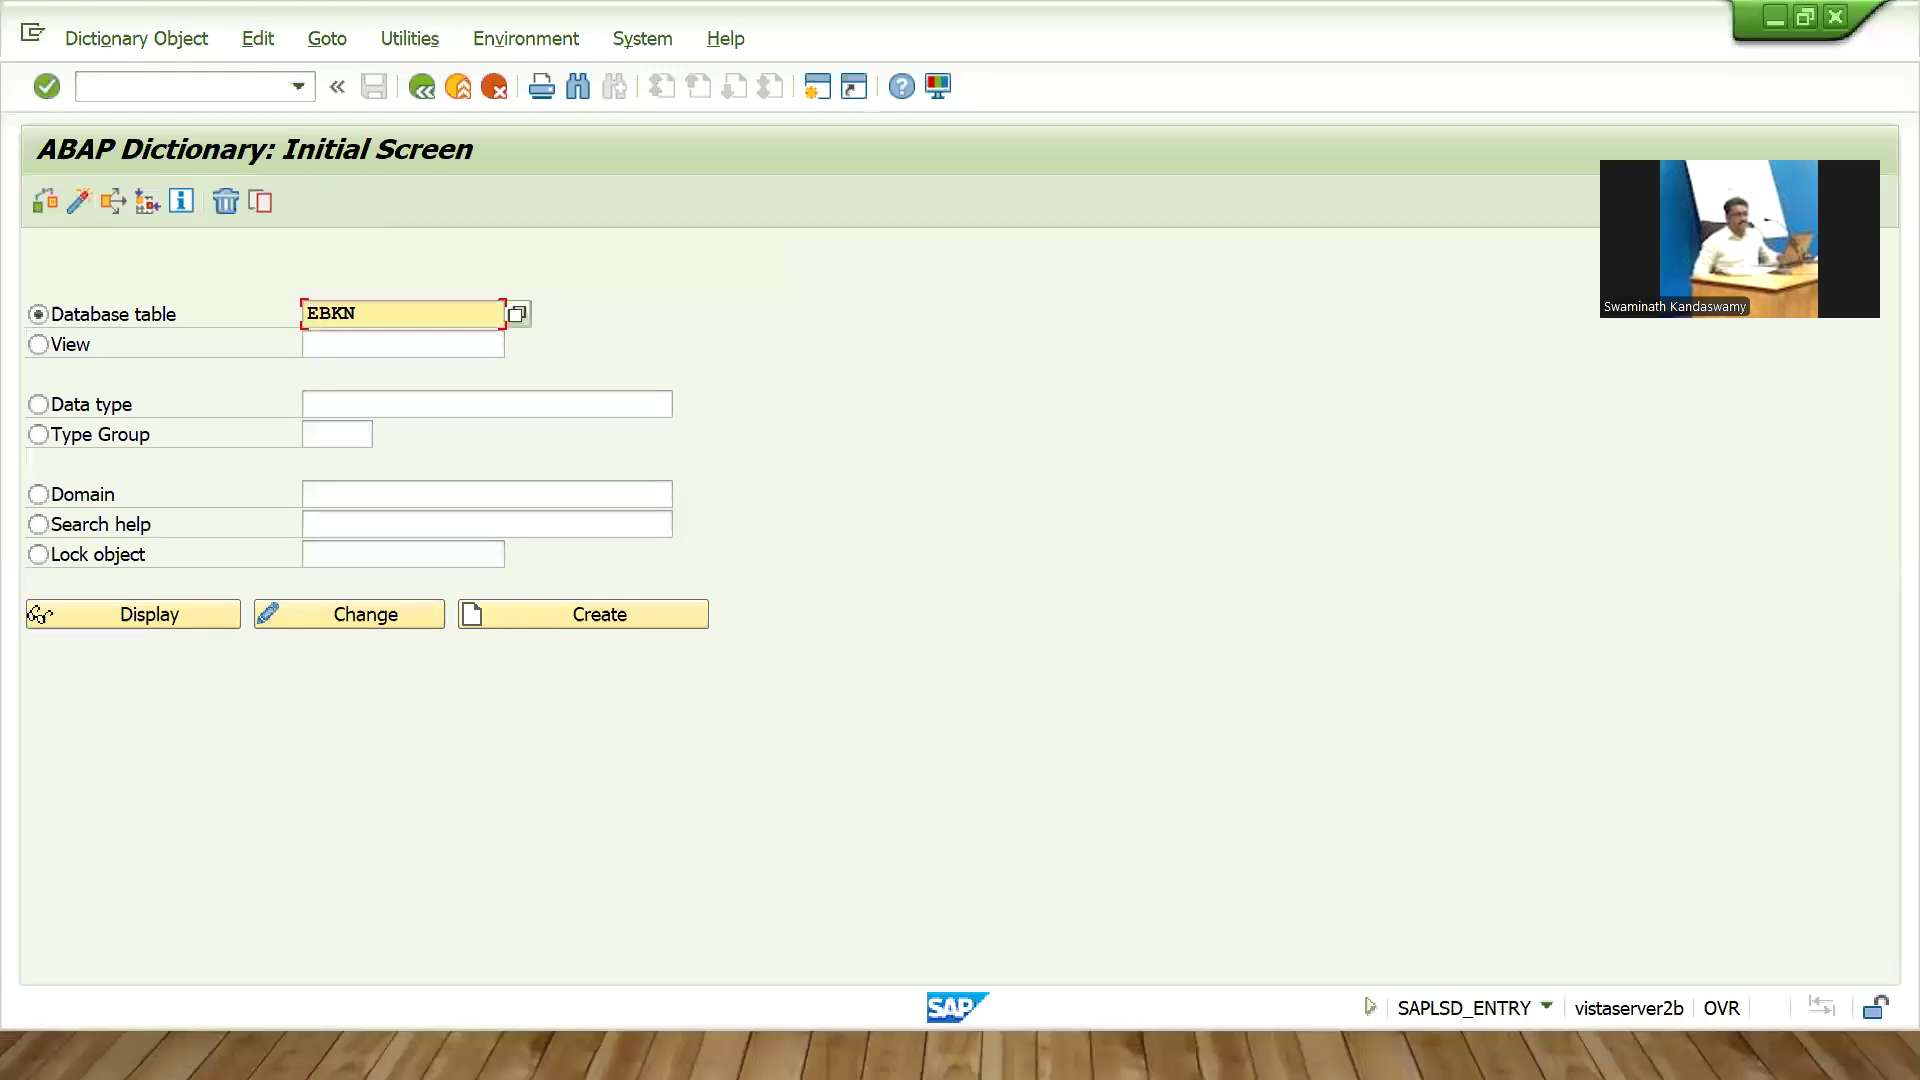 Dictionary Object Edit Goto Utilities Environment System Help
ABAP Dictionary: Initial Screen
Swaminath Kandaswamy
Database table EBKN
View
Data type
Type Group
Domain
Search help
Lock object
Display Change Create
SAP SAPLSD_ENTRY vistaserver2b OVR